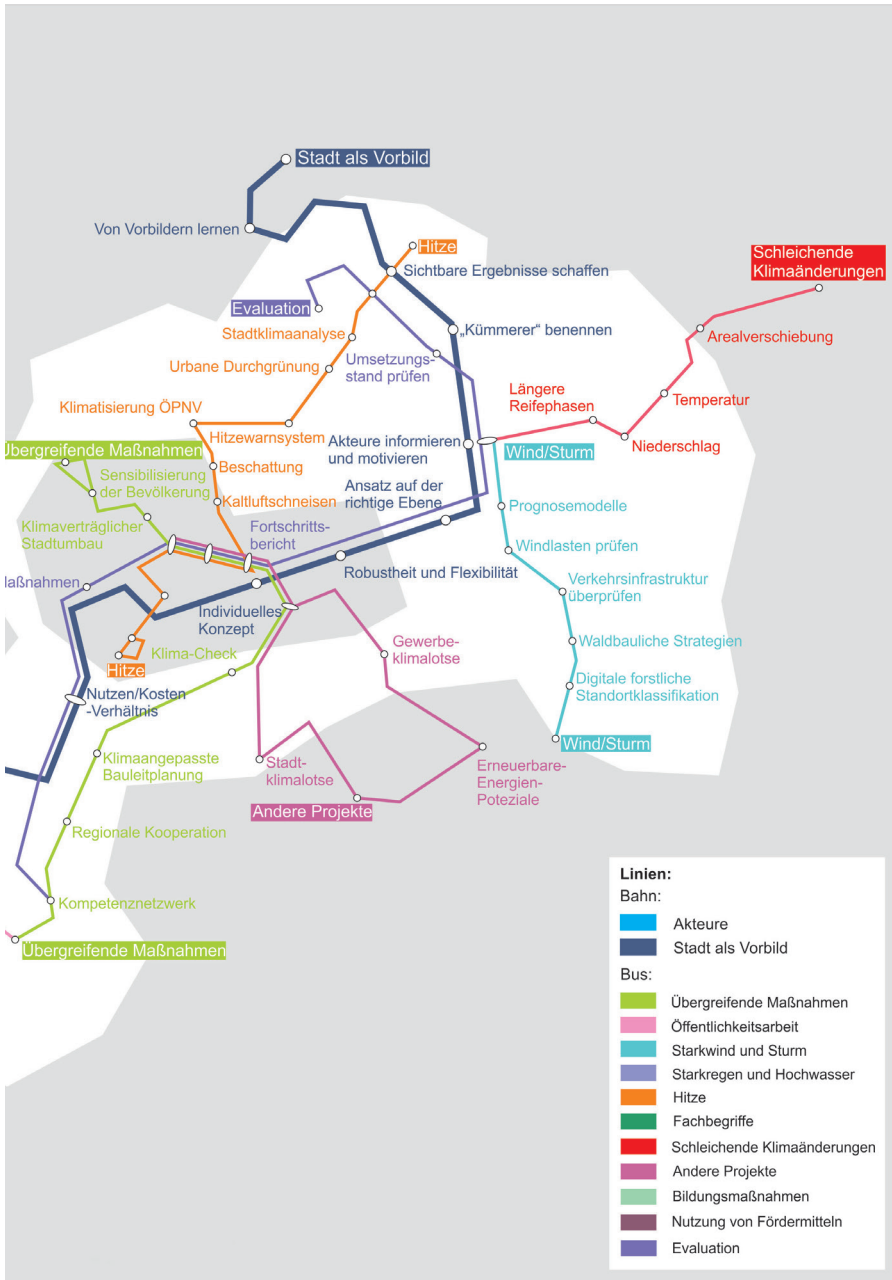 Stadt als Vorbild
Von Vorbildern lernen
Hitze
Sichtbare Ergebnisse schaffen
Schleichende
Klimaänderungen
Evaluation
Stadtklimaanalyse
„Kümmerer“ benennen
Arealverschiebung
Urbane Durchgrünung
Umsetzungs-
stand prüfen
Klimatisierung ÖPNV
Hitzewarnsystem
Längere
Reifephasen
Temperatur
Niederschlag
Übergreifende Maßnahmen
Akteure informieren
und motivieren
Wind/Sturm
Beschattung
Sensibilisierung
der Bevölkerung
Kaltluftschneisen
Ansatz auf der
richtige Ebene
Prognosemodelle
Klimaverträglicher
Stadtumbau
Fortschritts-
bericht
Windlasten prüfen
Maßnahmen
Robustheit und Flexibilität
Verkehrsinfrastruktur
überprüfen
Individuelles
Konzept
Klima-Check
Hitze
Gewerbe-
klimalotse
Waldbauliche Strategien
Nutzen/Kosten
-Verhältnis
Digitale forstliche
Standortklassifikation
Klimaangepasste
Bauleitplanung
Stadt-
klimalotse
Erneuerbare-
Energien-
Poteziale
Wind/Sturm
Andere Projekte
Regionale Kooperation
Kompetenznetzwerk
Übergreifende Maßnahmen
Linien:
Bahn:
Akteure
Stadt als Vorbild
Bus:
Übergreifende Maßnahmen
Öffentlichkeitsarbeit
Starkwind und Sturm
Starkregen und Hochwasser
Hitze
Fachbegriffe
Schleichende Klimaänderungen
Andere Projekte
Bildungsmaßnahmen
Nutzung von Fördermitteln
Evaluation